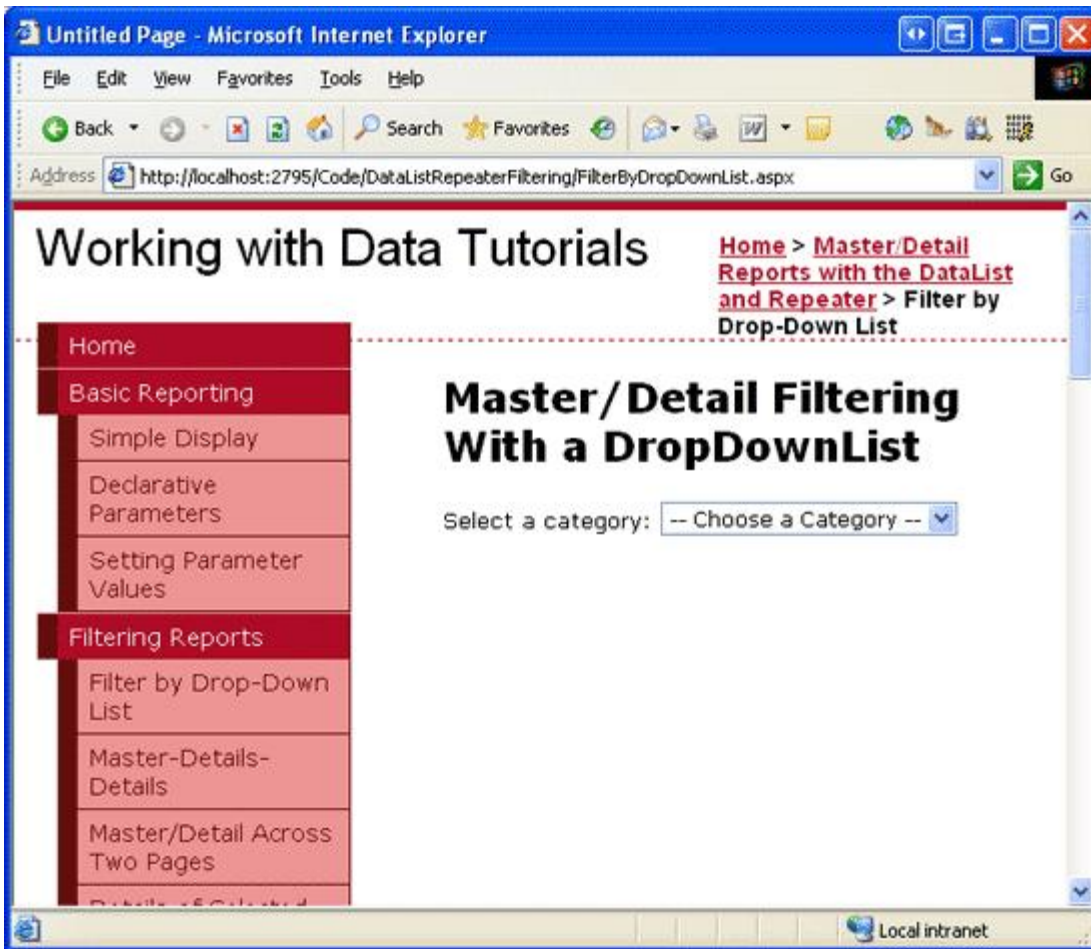 Untitled Page - Microsoft Internet Explorer
File Edit View Favorites Tools Help
Back Search Favorites
Address http://localhost:2795/Code/DataListRepeaterFiltering/FilterByDropDownList.aspx Go
Working with Data Tutorials
Home > Master/Detail
Reports with the DataList
and Repeater > Filter by
Drop-Down List
Home
Basic Reporting
Simple Display
Declarative
Parameters
Setting Parameter
Values
Filtering Reports
Filter by Drop-Down
List
Master-Details-
Details
Master/Detail Across
Two Pages
Master/Detail Filtering
With a DropDownList
Select a category: -- Choose a Category --
Local intranet